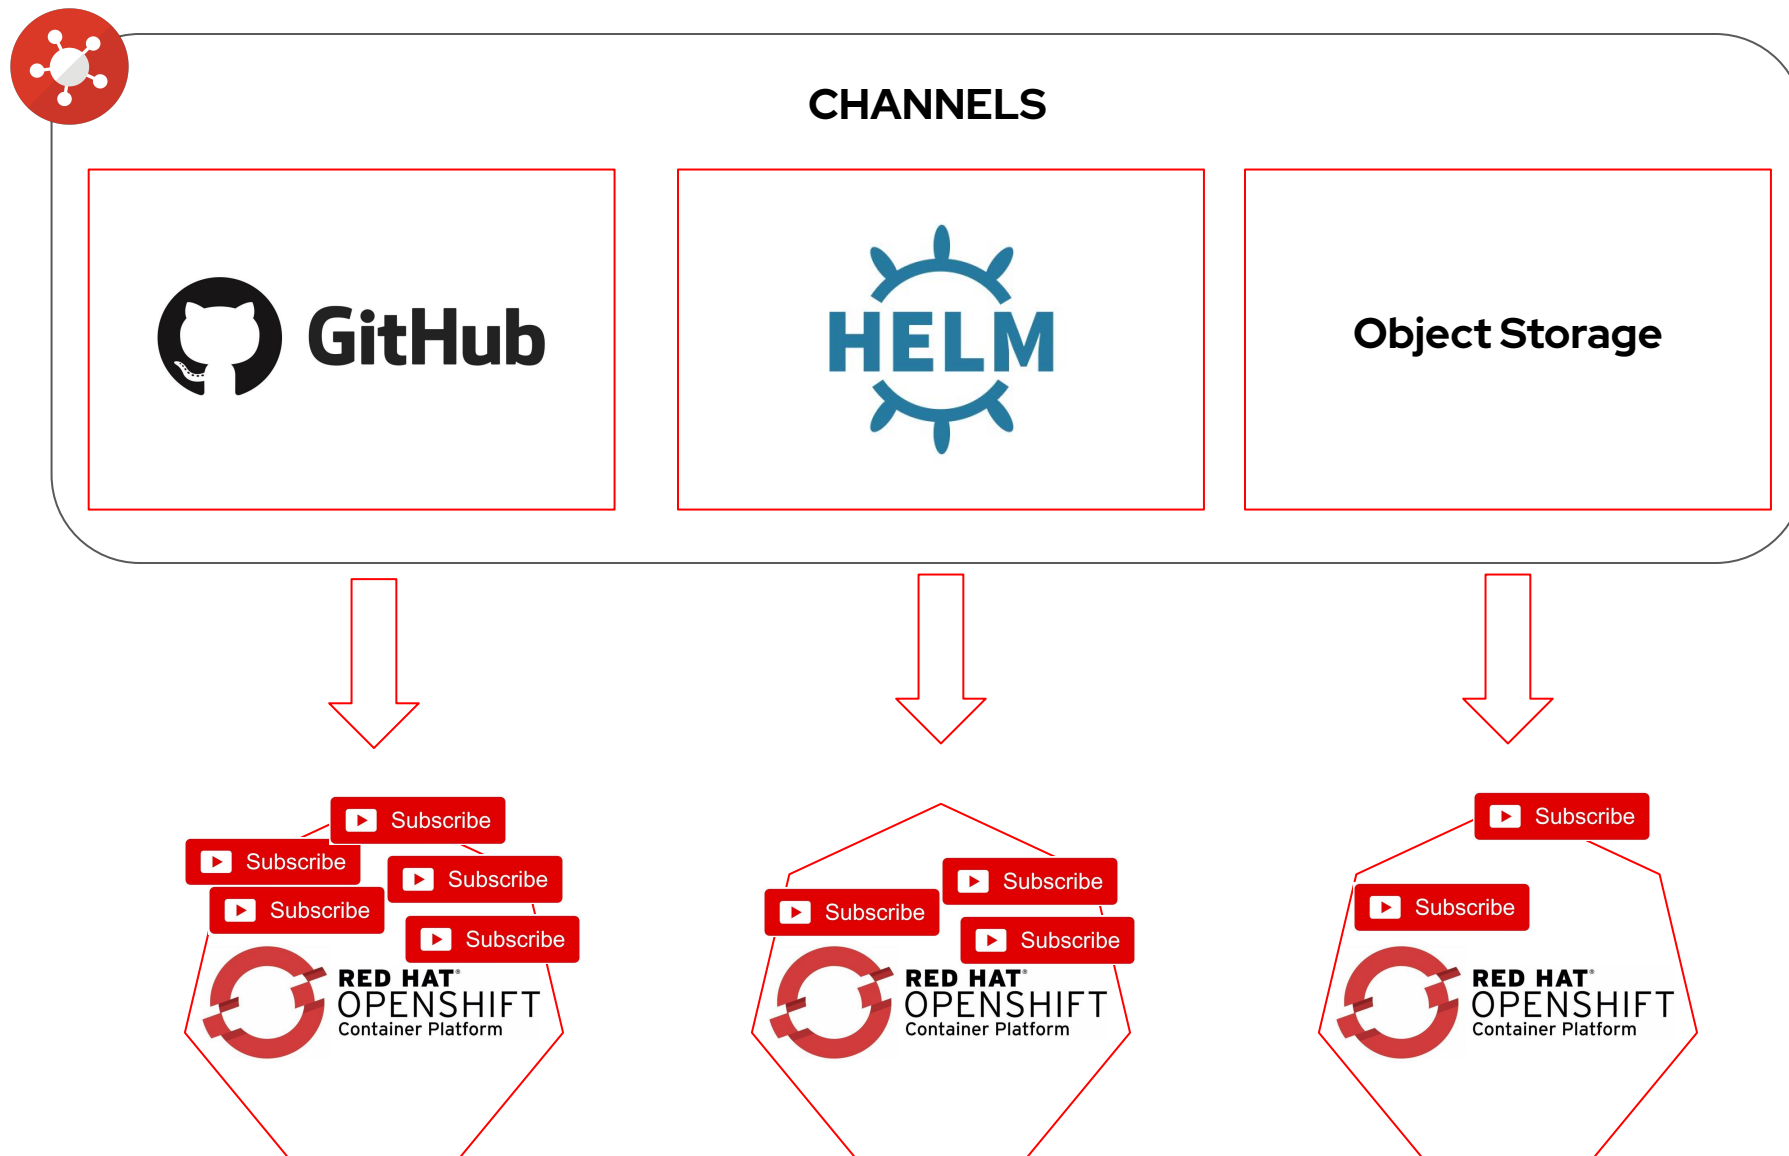 CHANNELS
GitHub
HELM
Object Storage
Subscribe
Subscribe
Subscribe
Subscribe
Subscribe
RED HAT®
OPENSHIFT
Container Platform
Subscribe
Subscribe
Subscribe
RED HAT®
OPENSHIFT
Container Platform
Subscribe
Subscribe
RED HAT®
OPENSHIFT
Container Platform